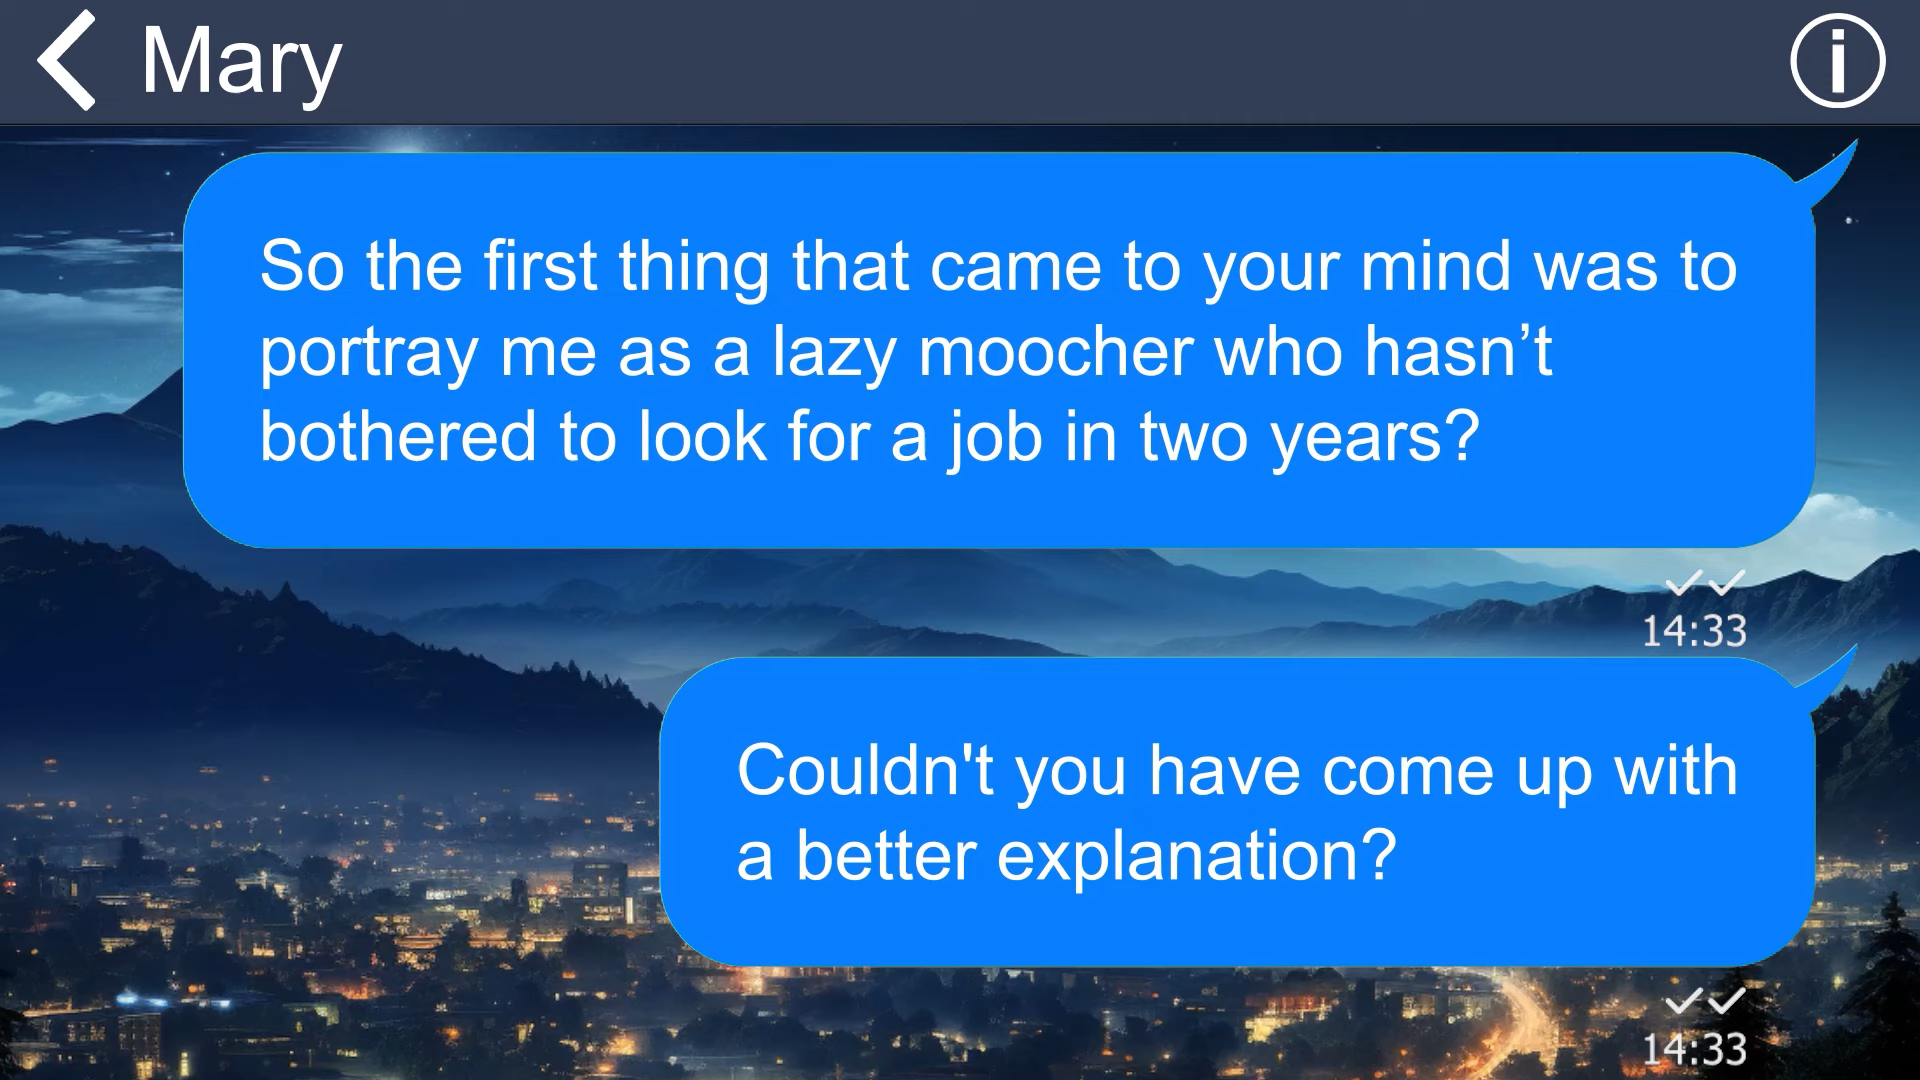 Mary
So the first thing that came to your mind was to
portray me as a lazy moocher who hasn’t
bothered to look for a job in two years?
14:33
Couldn't you have come up with
a better explanation?
14:33